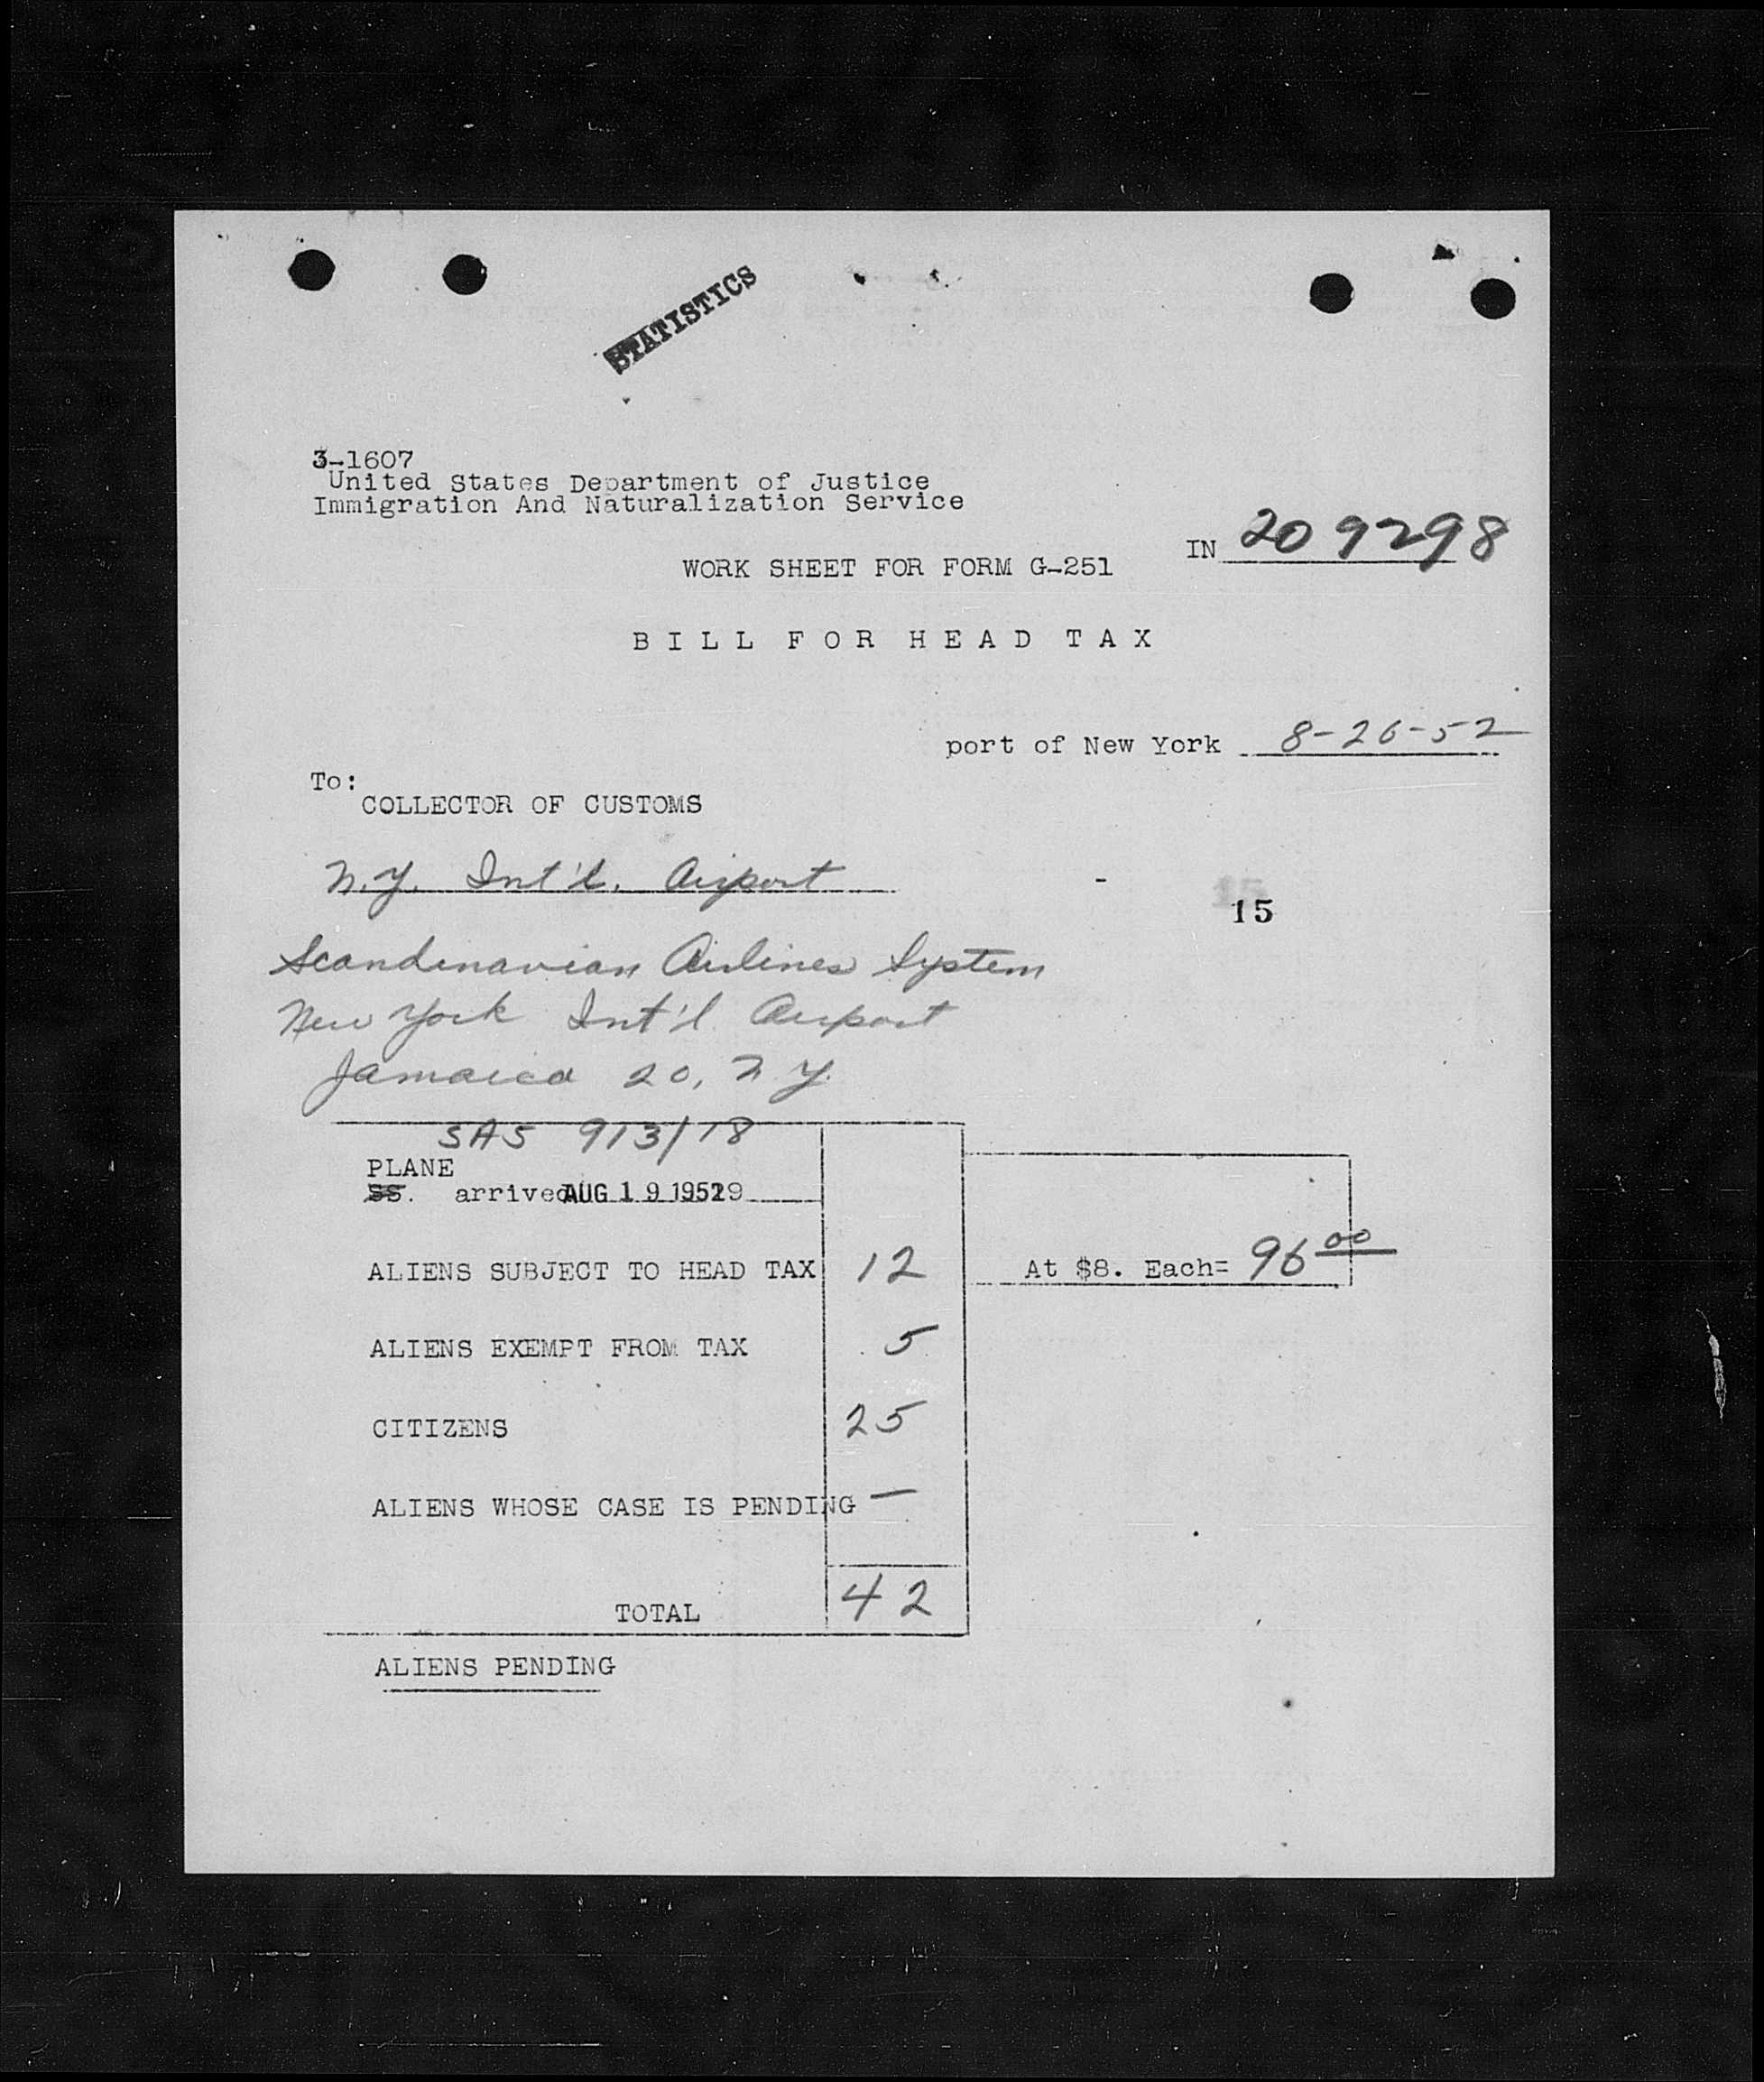 STATISTICS
3-1607
United States Department of Justice
Immigration And Naturalization Service
IN 209298
WORK SHEET FOR FORM G-251
BILL FOR HEAD TAX
port of New York 8-26-52
To:
COLLECTOR OF CUSTOMS
N.Y. Int'l. Airport
15
Scandinavian Airlines System
New York Int'l Airport
Jamaica 20, N Y.
SAS 913/18
PLANE
SS. arrived AUG 19 1952 19
ALIENS SUBJECT TO HEAD TAX 12 At $8. Each= 96 00
ALIENS EXEMPT FROM TAX 5
CITIZENS 25
ALIENS WHOSE CASE IS PENDING —
TOTAL 42
ALIENS PENDING